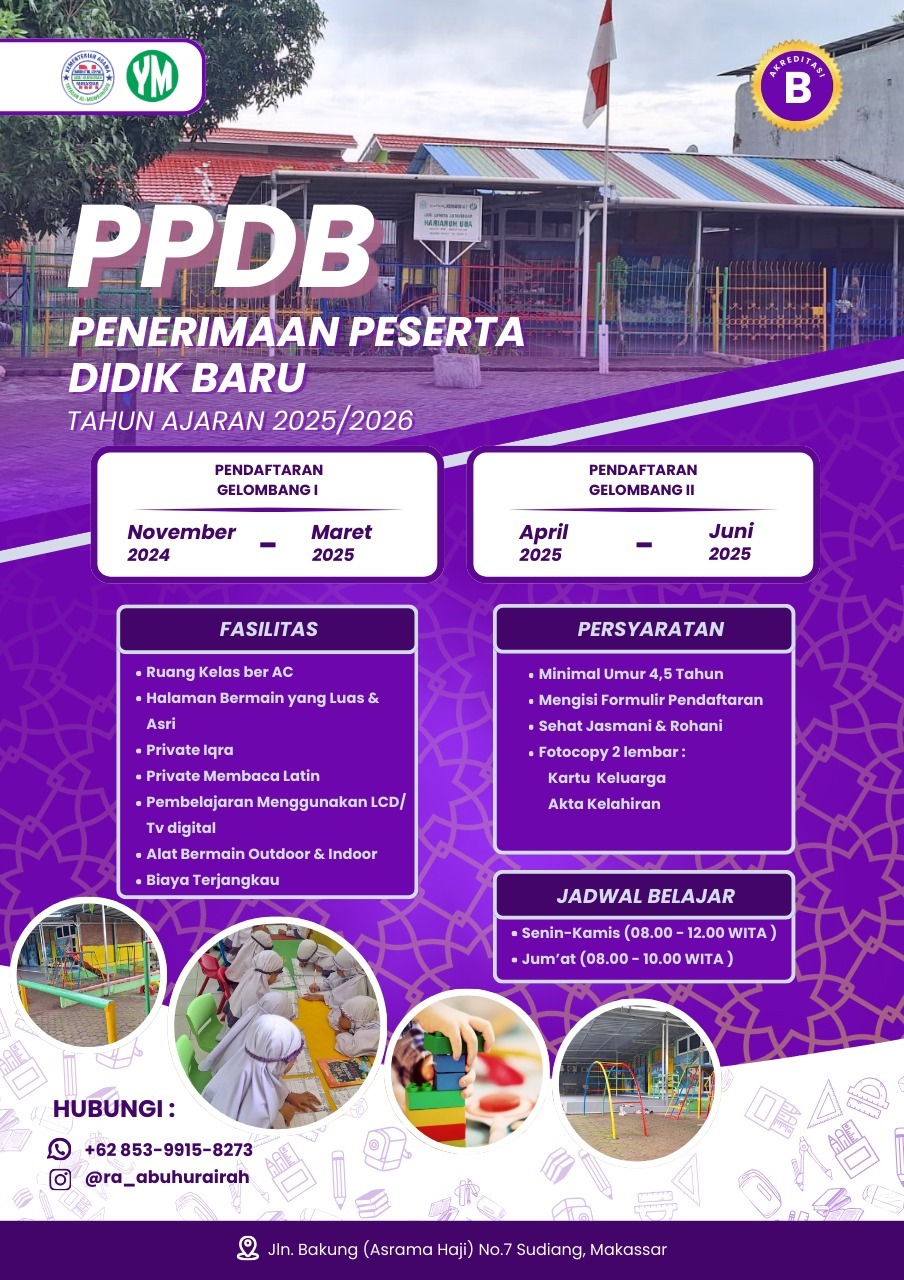 KEMENTERIAN AGAMA
YM
AKREDITASI
B
PPDB
PENERIMAAN PESERTA
DIDIK BARU
TAHUN AJARAN 2025/2026
PENDAFTARAN
GELOMBANG I
November
2024
-
Maret
2025
PENDAFTARAN
GELOMBANG II
April
2025
-
Juni
2025
FASILITAS
• Ruang Kelas ber AC
• Halaman Bermain yang Luas &
Asri
• Private Iqra
• Private Membaca Latin
• Pembelajaran Menggunakan LCD/
Tv digital
• Alat Bermain Outdoor & Indoor
• Biaya Terjangkau
PERSYARATAN
• Minimal Umur 4,5 Tahun
• Mengisi Formulir Pendaftaran
• Sehat Jasmani & Rohani
• Fotocopy 2 lembar :
Kartu Keluarga
Akta Kelahiran
JADWAL BELAJAR
• Senin-Kamis (08.00 - 12.00 WITA )
• Jum'at (08.00 - 10.00 WITA )
HUBUNGI :
+62 853-9915-8273
@ra_abuhurairah
Jln. Bakung (Asrama Haji) No.7 Sudiang, Makassar